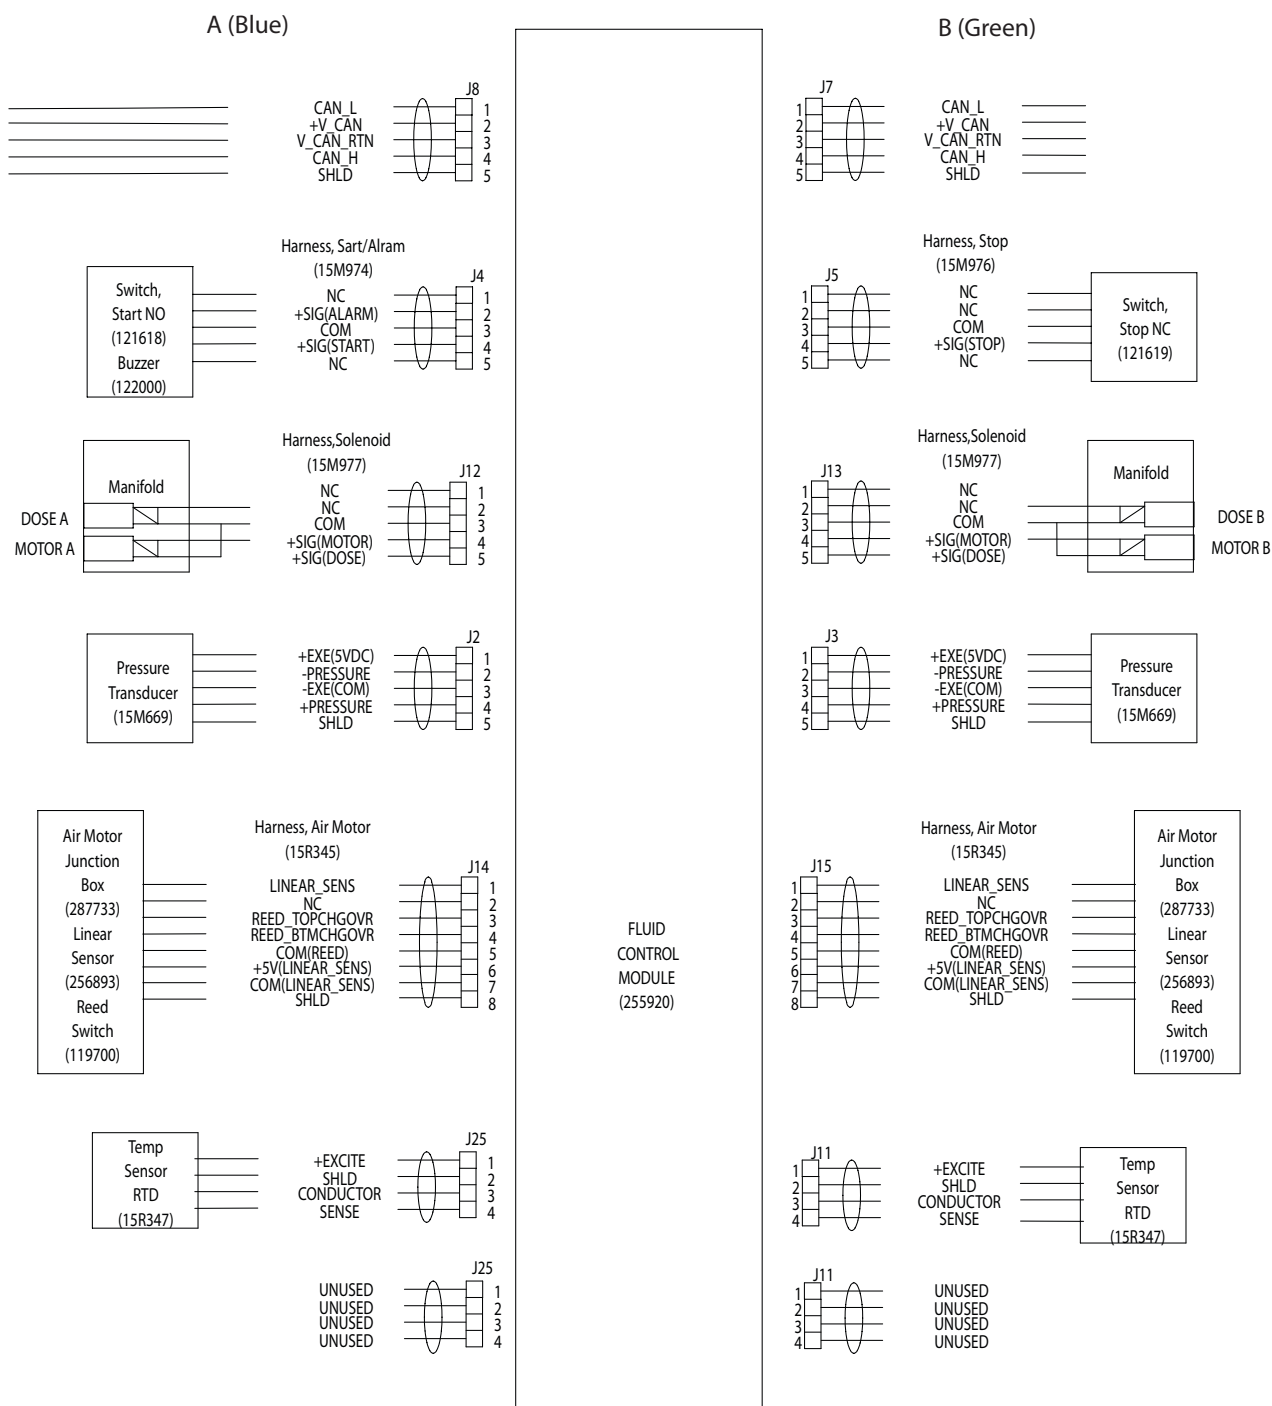 A (Blue)
B (Green)
J8
CAN_L
+V_CAN
V_CAN_RTN
CAN_H
SHLD
1
2
3
4
5
J7
1
2
3
4
5
CAN_L
+V_CAN
V_CAN_RTN
CAN_H
SHLD
Harness, Sart/Alram
(15M974)
J4
Switch,
Start NO
(121618)
Buzzer
(122000)
NC
+SIG(ALARM)
COM
+SIG(START)
NC
1
2
3
4
5
Harness, Stop
(15M976)
J5
1
2
3
4
5
NC
NC
COM
+SIG(STOP)
NC
Switch,
Stop NC
(121619)
Harness,Solenoid
(15M977)
J12
Manifold
DOSE A
MOTOR A
NC
NC
COM
+SIG(MOTOR)
+SIG(DOSE)
1
2
3
4
5
Harness,Solenoid
(15M977)
J13
1
2
3
4
5
NC
NC
COM
+SIG(MOTOR)
+SIG(DOSE)
Manifold
DOSE B
MOTOR B
J2
Pressure
Transducer
(15M669)
+EXE(5VDC)
-PRESSURE
-EXE(COM)
+PRESSURE
SHLD
1
2
3
4
5
J3
1
2
3
4
5
+EXE(5VDC)
-PRESSURE
-EXE(COM)
+PRESSURE
SHLD
Pressure
Transducer
(15M669)
Air Motor
Junction
Box
(287733)
Linear
Sensor
(256893)
Reed
Switch
(119700)
Harness, Air Motor
(15R345)
J14
LINEAR_SENS
NC
REED_TOPCHGOVR
REED_BTMCHGOVR
COM(REED)
+5V(LINEAR_SENS)
COM(LINEAR_SENS)
SHLD
1
2
3
4
5
6
7
8
FLUID
CONTROL
MODULE
(255920)
Harness, Air Motor
(15R345)
J15
1
2
3
4
5
6
7
8
LINEAR_SENS
NC
REED_TOPCHGOVR
REED_BTMCHGOVR
COM(REED)
+5V(LINEAR_SENS)
COM(LINEAR_SENS)
SHLD
Air Motor
Junction
Box
(287733)
Linear
Sensor
(256893)
Reed
Switch
(119700)
J25
Temp
Sensor
RTD
(15R347)
+EXCITE
SHLD
CONDUCTOR
SENSE
1
2
3
4
J11
1
2
3
4
+EXCITE
SHLD
CONDUCTOR
SENSE
Temp
Sensor
RTD
(15R347)
J25
UNUSED
UNUSED
UNUSED
UNUSED
1
2
3
4
J11
1
2
3
4
UNUSED
UNUSED
UNUSED
UNUSED